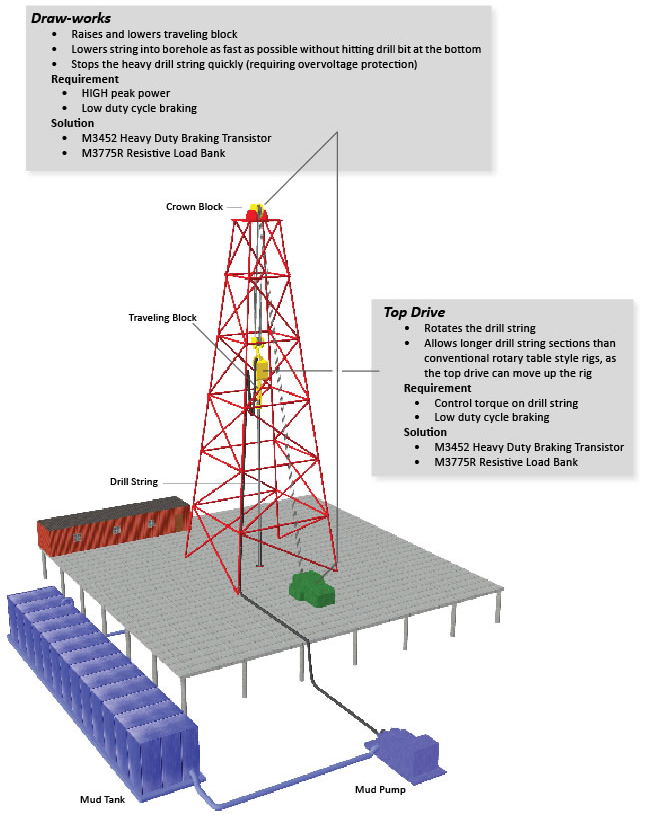 Draw-works
• Raises and lowers traveling block
• Lowers string into borehole as fast as possible without hitting drill bit at the bottom
• Stops the heavy drill string quickly (requiring overvoltage protection)
Requirement
• HIGH peak power
• Low duty cycle braking
Solution
• M3452 Heavy Duty Braking Transistor
• M3775R Resistive Load Bank
Crown Block
Traveling Block
Top Drive
• Rotates the drill string
• Allows longer drill string sections than
conventional rotary table style rigs, as
the top drive can move up the rig
Requirement
• Control torque on drill string
• Low duty cycle braking
Solution
• M3452 Heavy Duty Braking Transistor
• M3775R Resistive Load Bank
Drill String
Mud Tank
Mud Pump